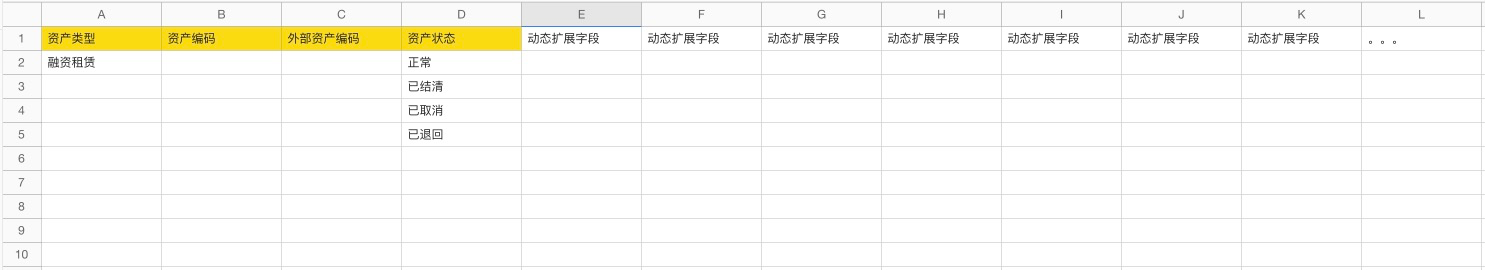 A B C D E F G H I J K L
1 资产类型 资产编码 外部资产编码 资产状态 动态扩展字段 动态扩展字段 动态扩展字段 动态扩展字段 动态扩展字段 动态扩展字段 动态扩展字段 。。。
2 融资租赁 正常
3 已结清
4 已取消
5 已退回
6
7
8
9
10